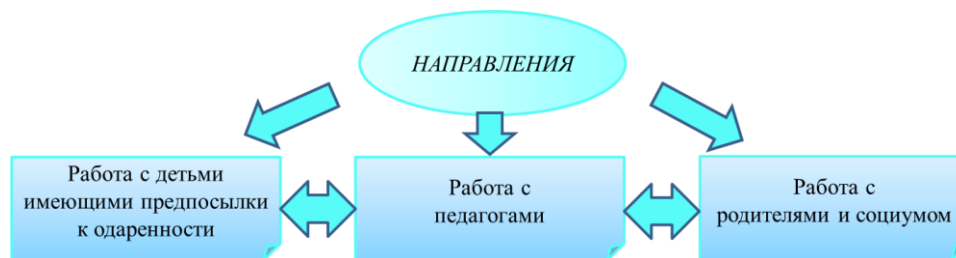 НАПРАВЛЕНИЯ
Работа с детьми
имеющими предпосылки
к одаренности
Работа с
педагогами
Работа с
родителями и социумом